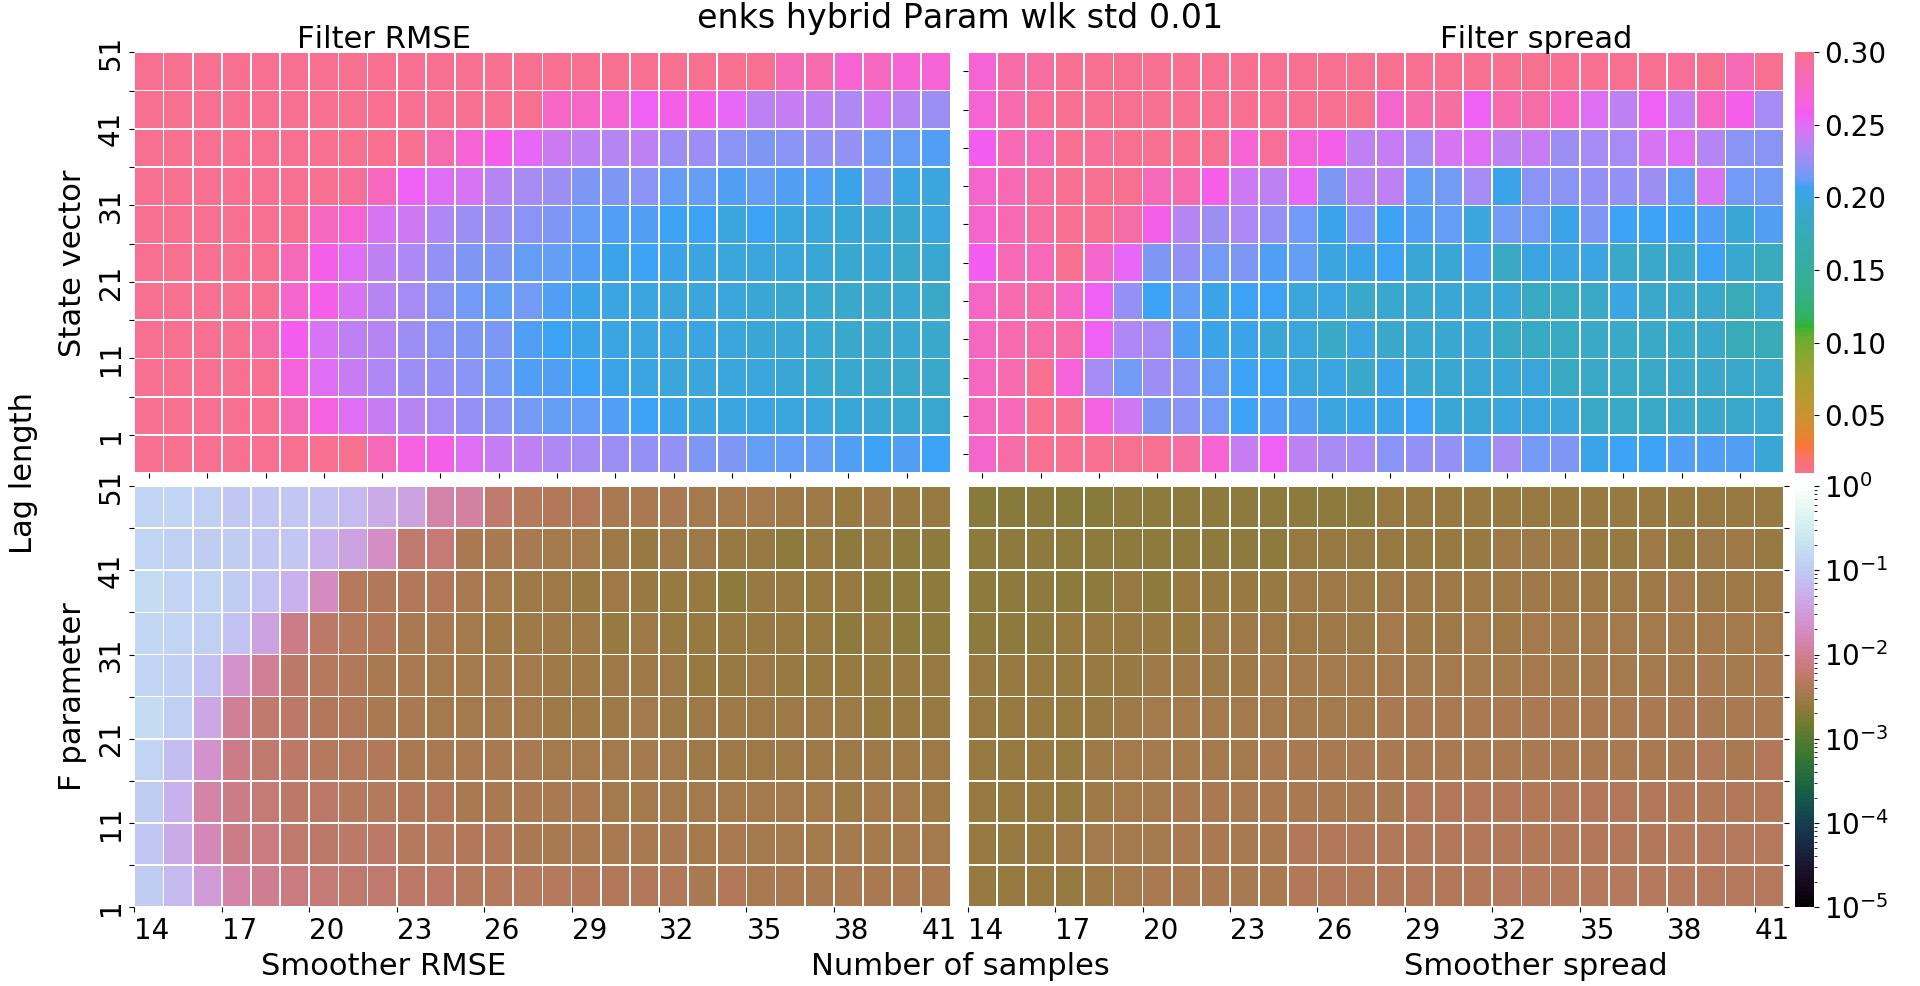 enks hybrid Param wlk std 0.01
Filter RMSE
Filter spread
Lag length
State vector
51
41
31
21
11
1
0.30
0.25
0.20
0.15
0.10
0.05
F parameter
51
41
31
21
11
1
10⁰
10⁻¹
10⁻²
10⁻³
10⁻⁴
10⁻⁵
14 17 20 23 26 29 32 35 38 41
14 17 20 23 26 29 32 35 38 41
Smoother RMSE
Number of samples
Smoother spread